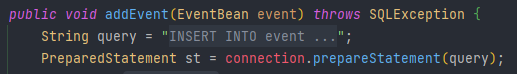 public void addEvent(EventBean event) throws SQLException {
String query = "INSERT INTO event ...";
PreparedStatement st = connection.prepareStatement(query);